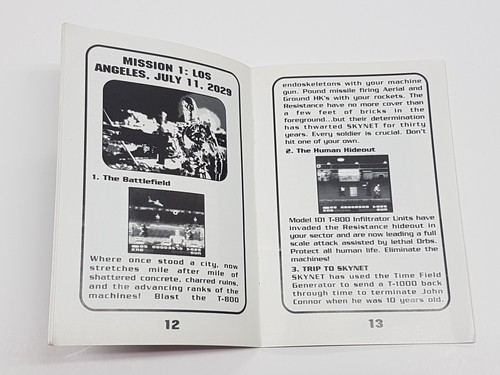 MISSION 1: LOS
ANGELES, JULY 11, 2029
1. The Battlefield
Where once stood a city, now
stretches mile after mile of
shattered concrete, charred ruins,
and the advancing ranks of the
machines! Blast the T-800
12
endoskeletons with your machine
gun. Pound missile firing Aerial and
Ground HK's with your rockets. The
Resistance have no more cover than
a few feet of bricks in the
foreground...but their determination
has thwarted SKYNET for thirty
years. Every soldier is crucial. Don't
hit one of your own.
2. The Human Hideout
Model 101 T-800 Infiltrator Units have
invaded the Resistance hideout in
your sector and are now leading a full
scale attack assisted by lethal Orbs.
Protect all human life. Eliminate the
machines!
3. TRIP TO SKYNET
SKYNET has used the Time Field
Generator to send a T-1000 back
through time to terminate John
Connor when he was 10 years old.
13